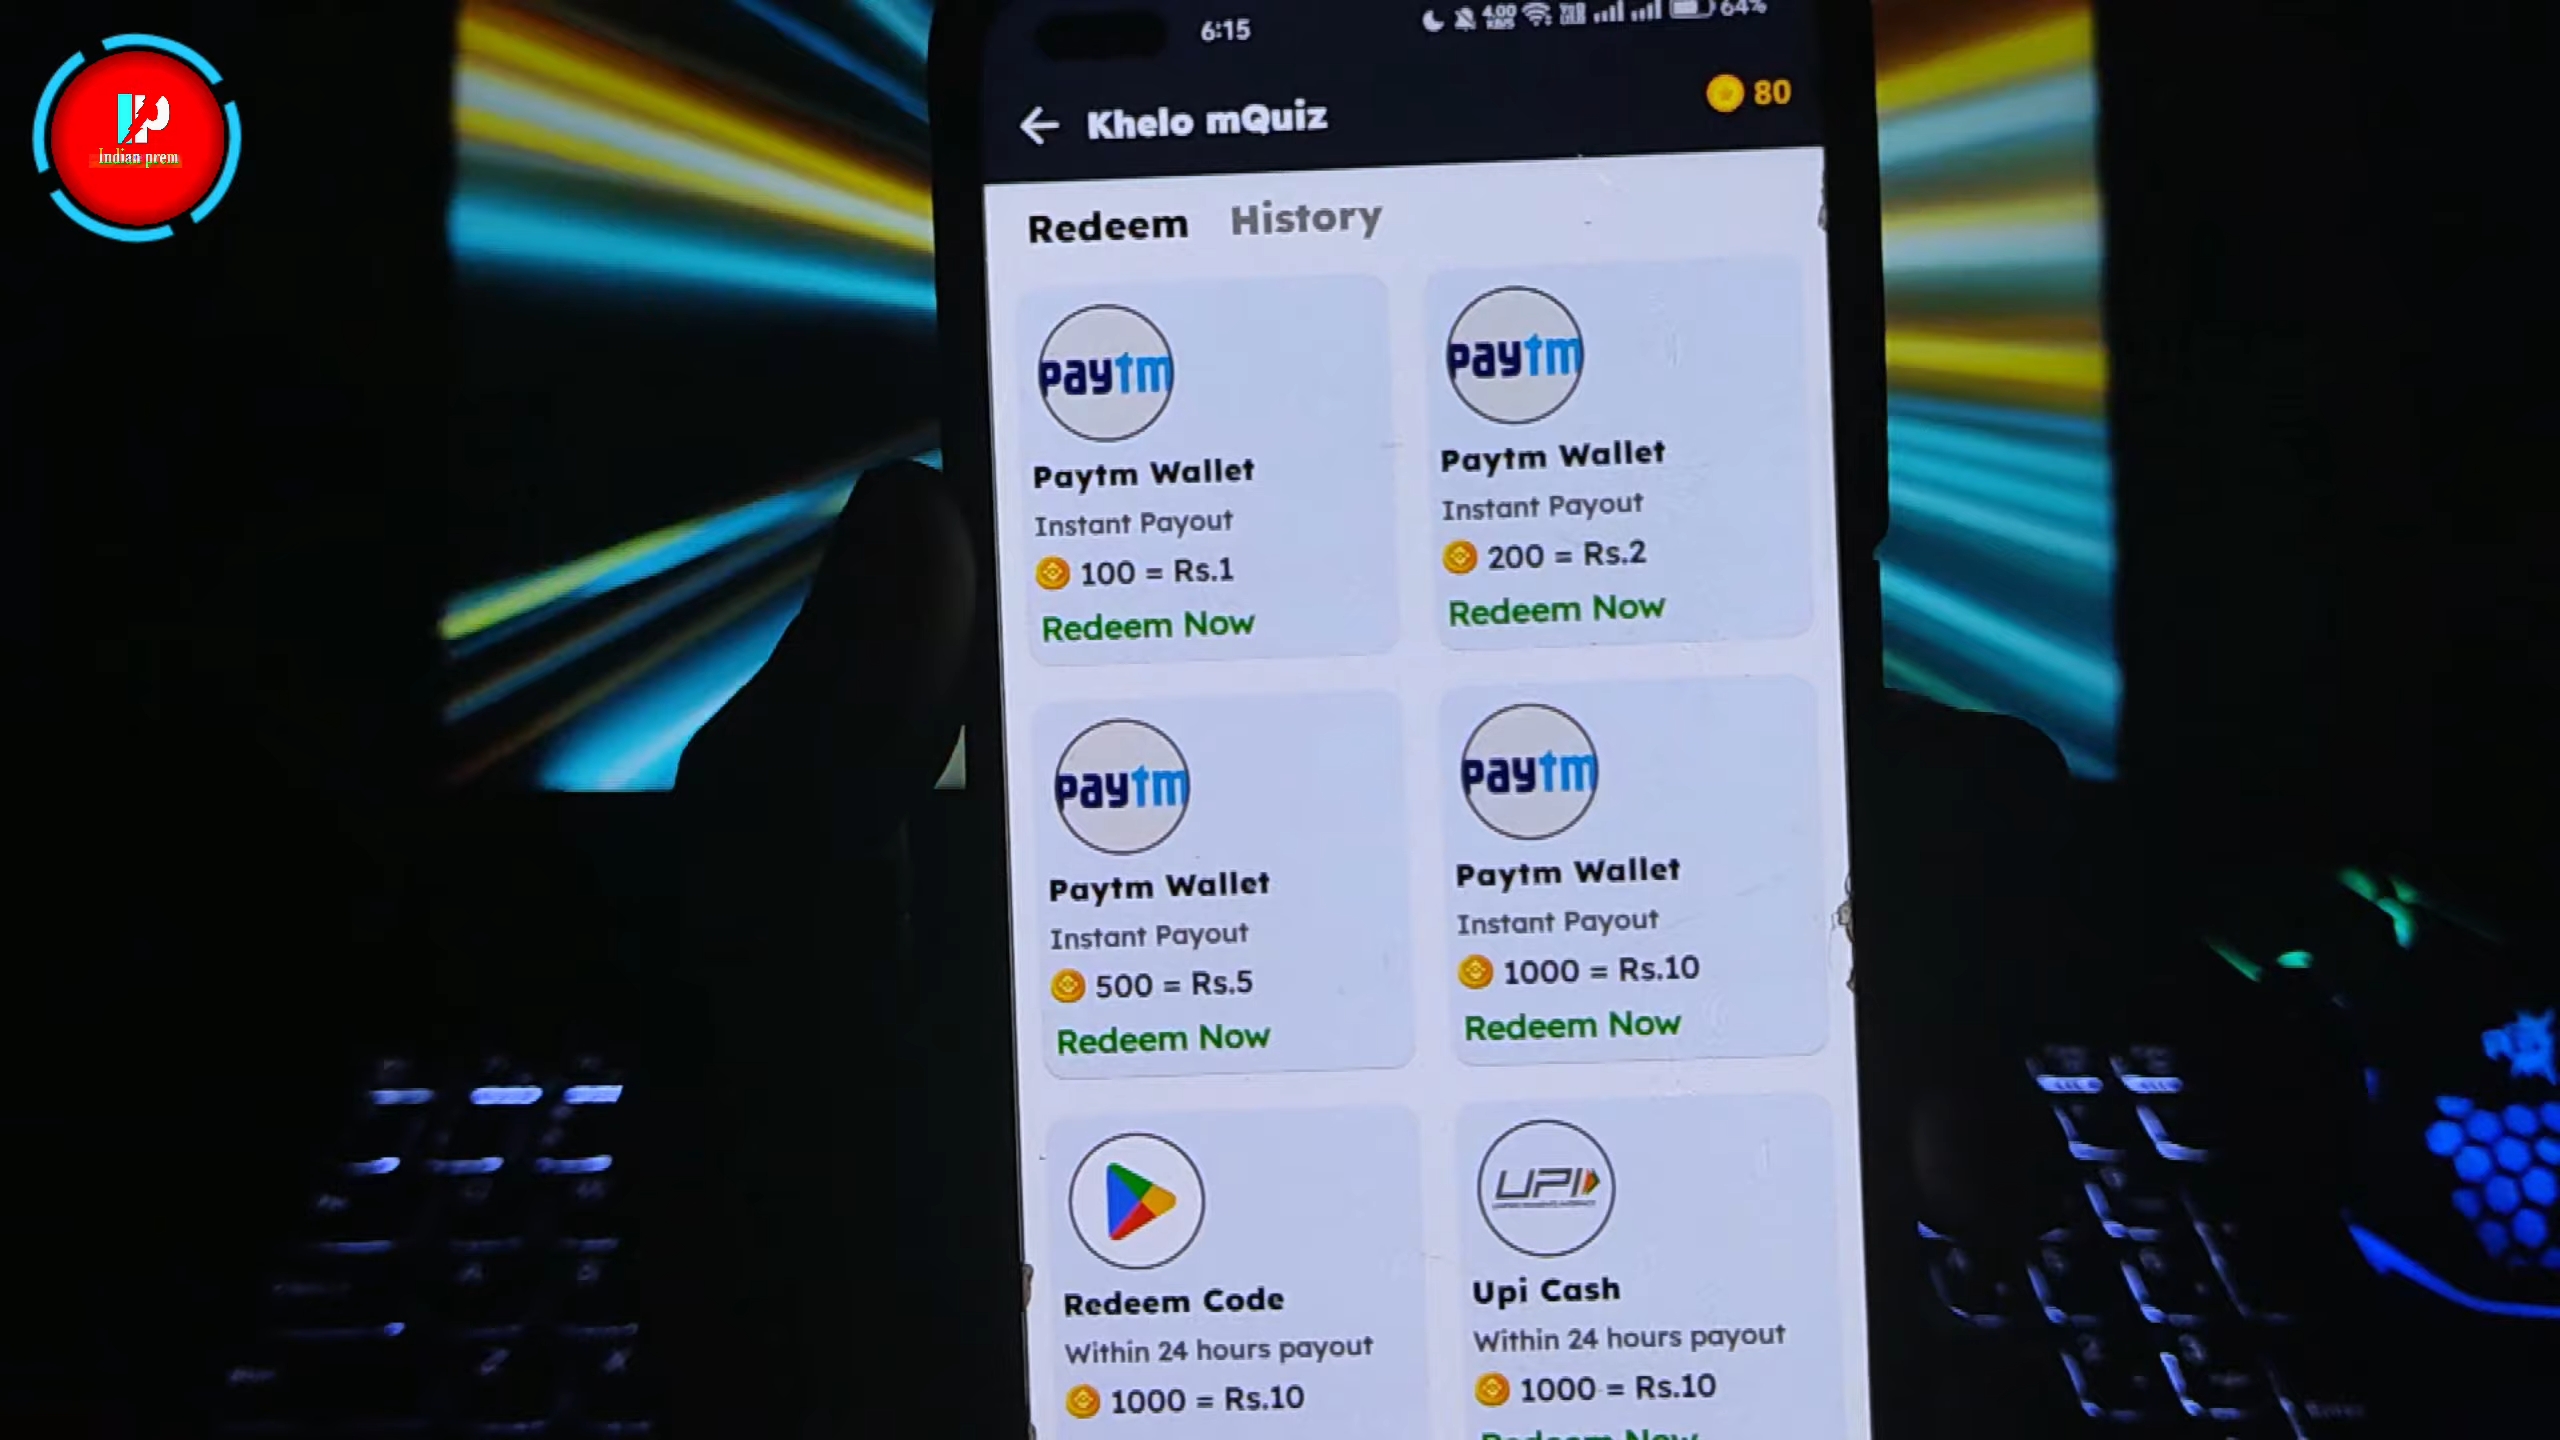 Indian prem
6:15
64%
Khelo mQuiz
80
Redeem History
paytm
Paytm Wallet
Instant Payout
100 = Rs.1
Redeem Now
paytm
Paytm Wallet
Instant Payout
200 = Rs.2
Redeem Now
paytm
Paytm Wallet
Instant Payout
500 = Rs.5
Redeem Now
paytm
Paytm Wallet
Instant Payout
1000 = Rs.10
Redeem Now
Redeem Code
Within 24 hours payout
1000 = Rs.10
UPI
Upi Cash
Within 24 hours payout
1000 = Rs.10
Redeem Now